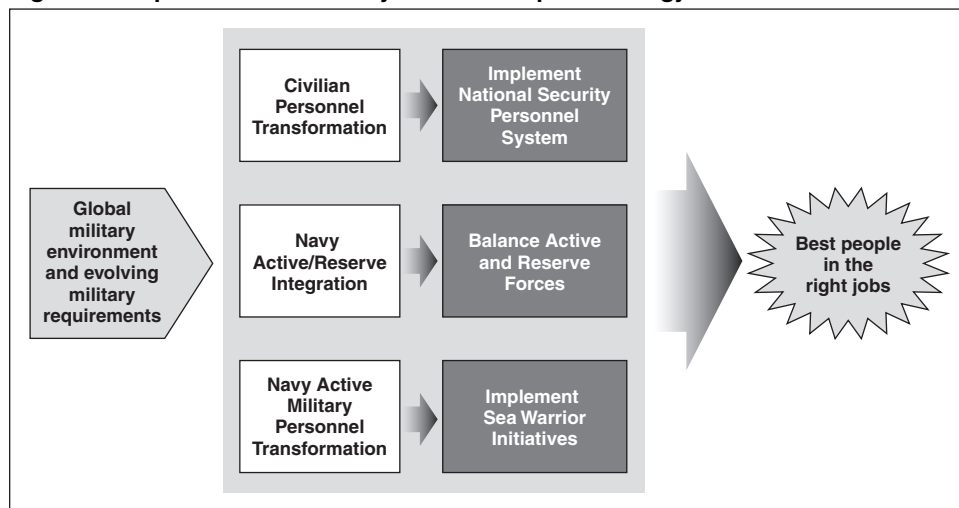 Civilian
Personnel
Transformation
Implement
National Security
Personnel
System
Global
military
environment
and evolving
military
requirements
Navy
Active/Reserve
Integration
Balance Active
and Reserve
Forces
Best people
in the
right jobs
Navy Active
Military
Personnel
Transformation
Implement
Sea Warrior
Initiatives